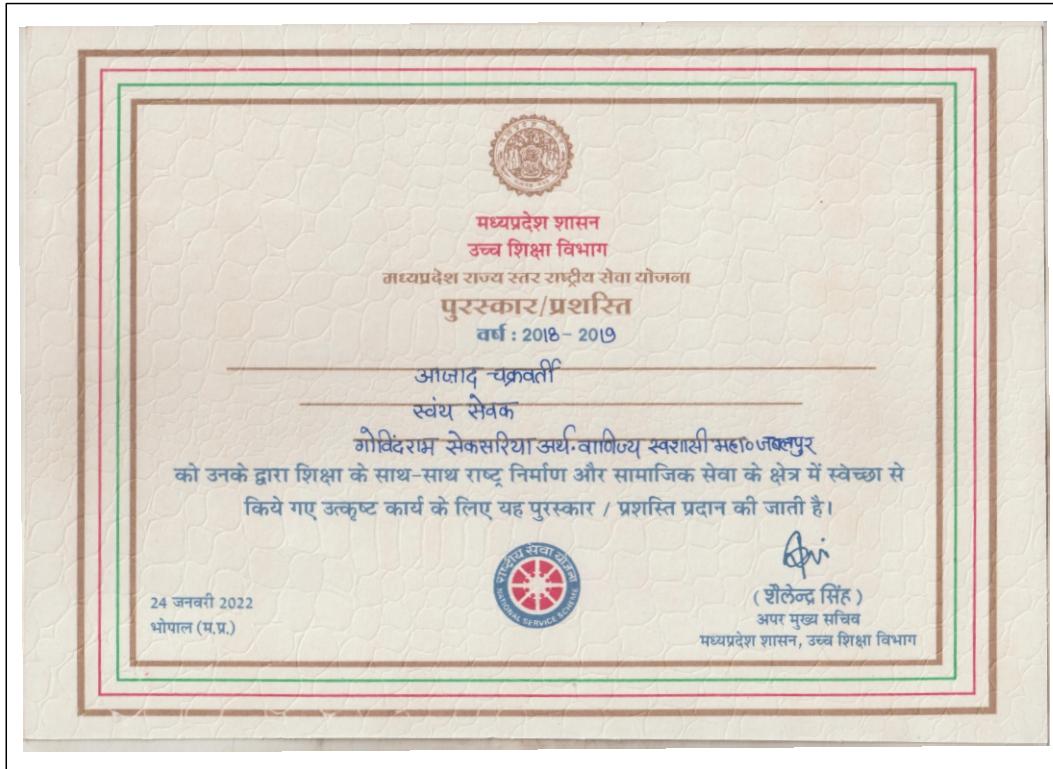 मध्यप्रदेश शासन
उच्च शिक्षा विभाग
मध्यप्रदेश राज्य स्तर राष्ट्रीय सेवा योजना
पुरस्कार/प्रशस्ति
वर्ष : 2018 - 2019
आजाद चक्रवर्ती
स्वंय सेवक
गोविंदराम सेकसरिया अर्थ-वाणिज्य स्वशासी महा० जबलपुर
को उनके द्वारा शिक्षा के साथ-साथ राष्ट्र निर्माण और सामाजिक सेवा के क्षेत्र में स्वेच्छा से
किये गए उत्कृष्ट कार्य के लिए यह पुरस्कार / प्रशस्ति प्रदान की जाती है।
राष्ट्रीय सेवा योजना
NATIONAL SERVICE SCHEME
24 जनवरी 2022
भोपाल (म.प्र.)
( शैलेन्द्र सिंह )
अपर मुख्य सचिव
मध्यप्रदेश शासन, उच्च शिक्षा विभाग